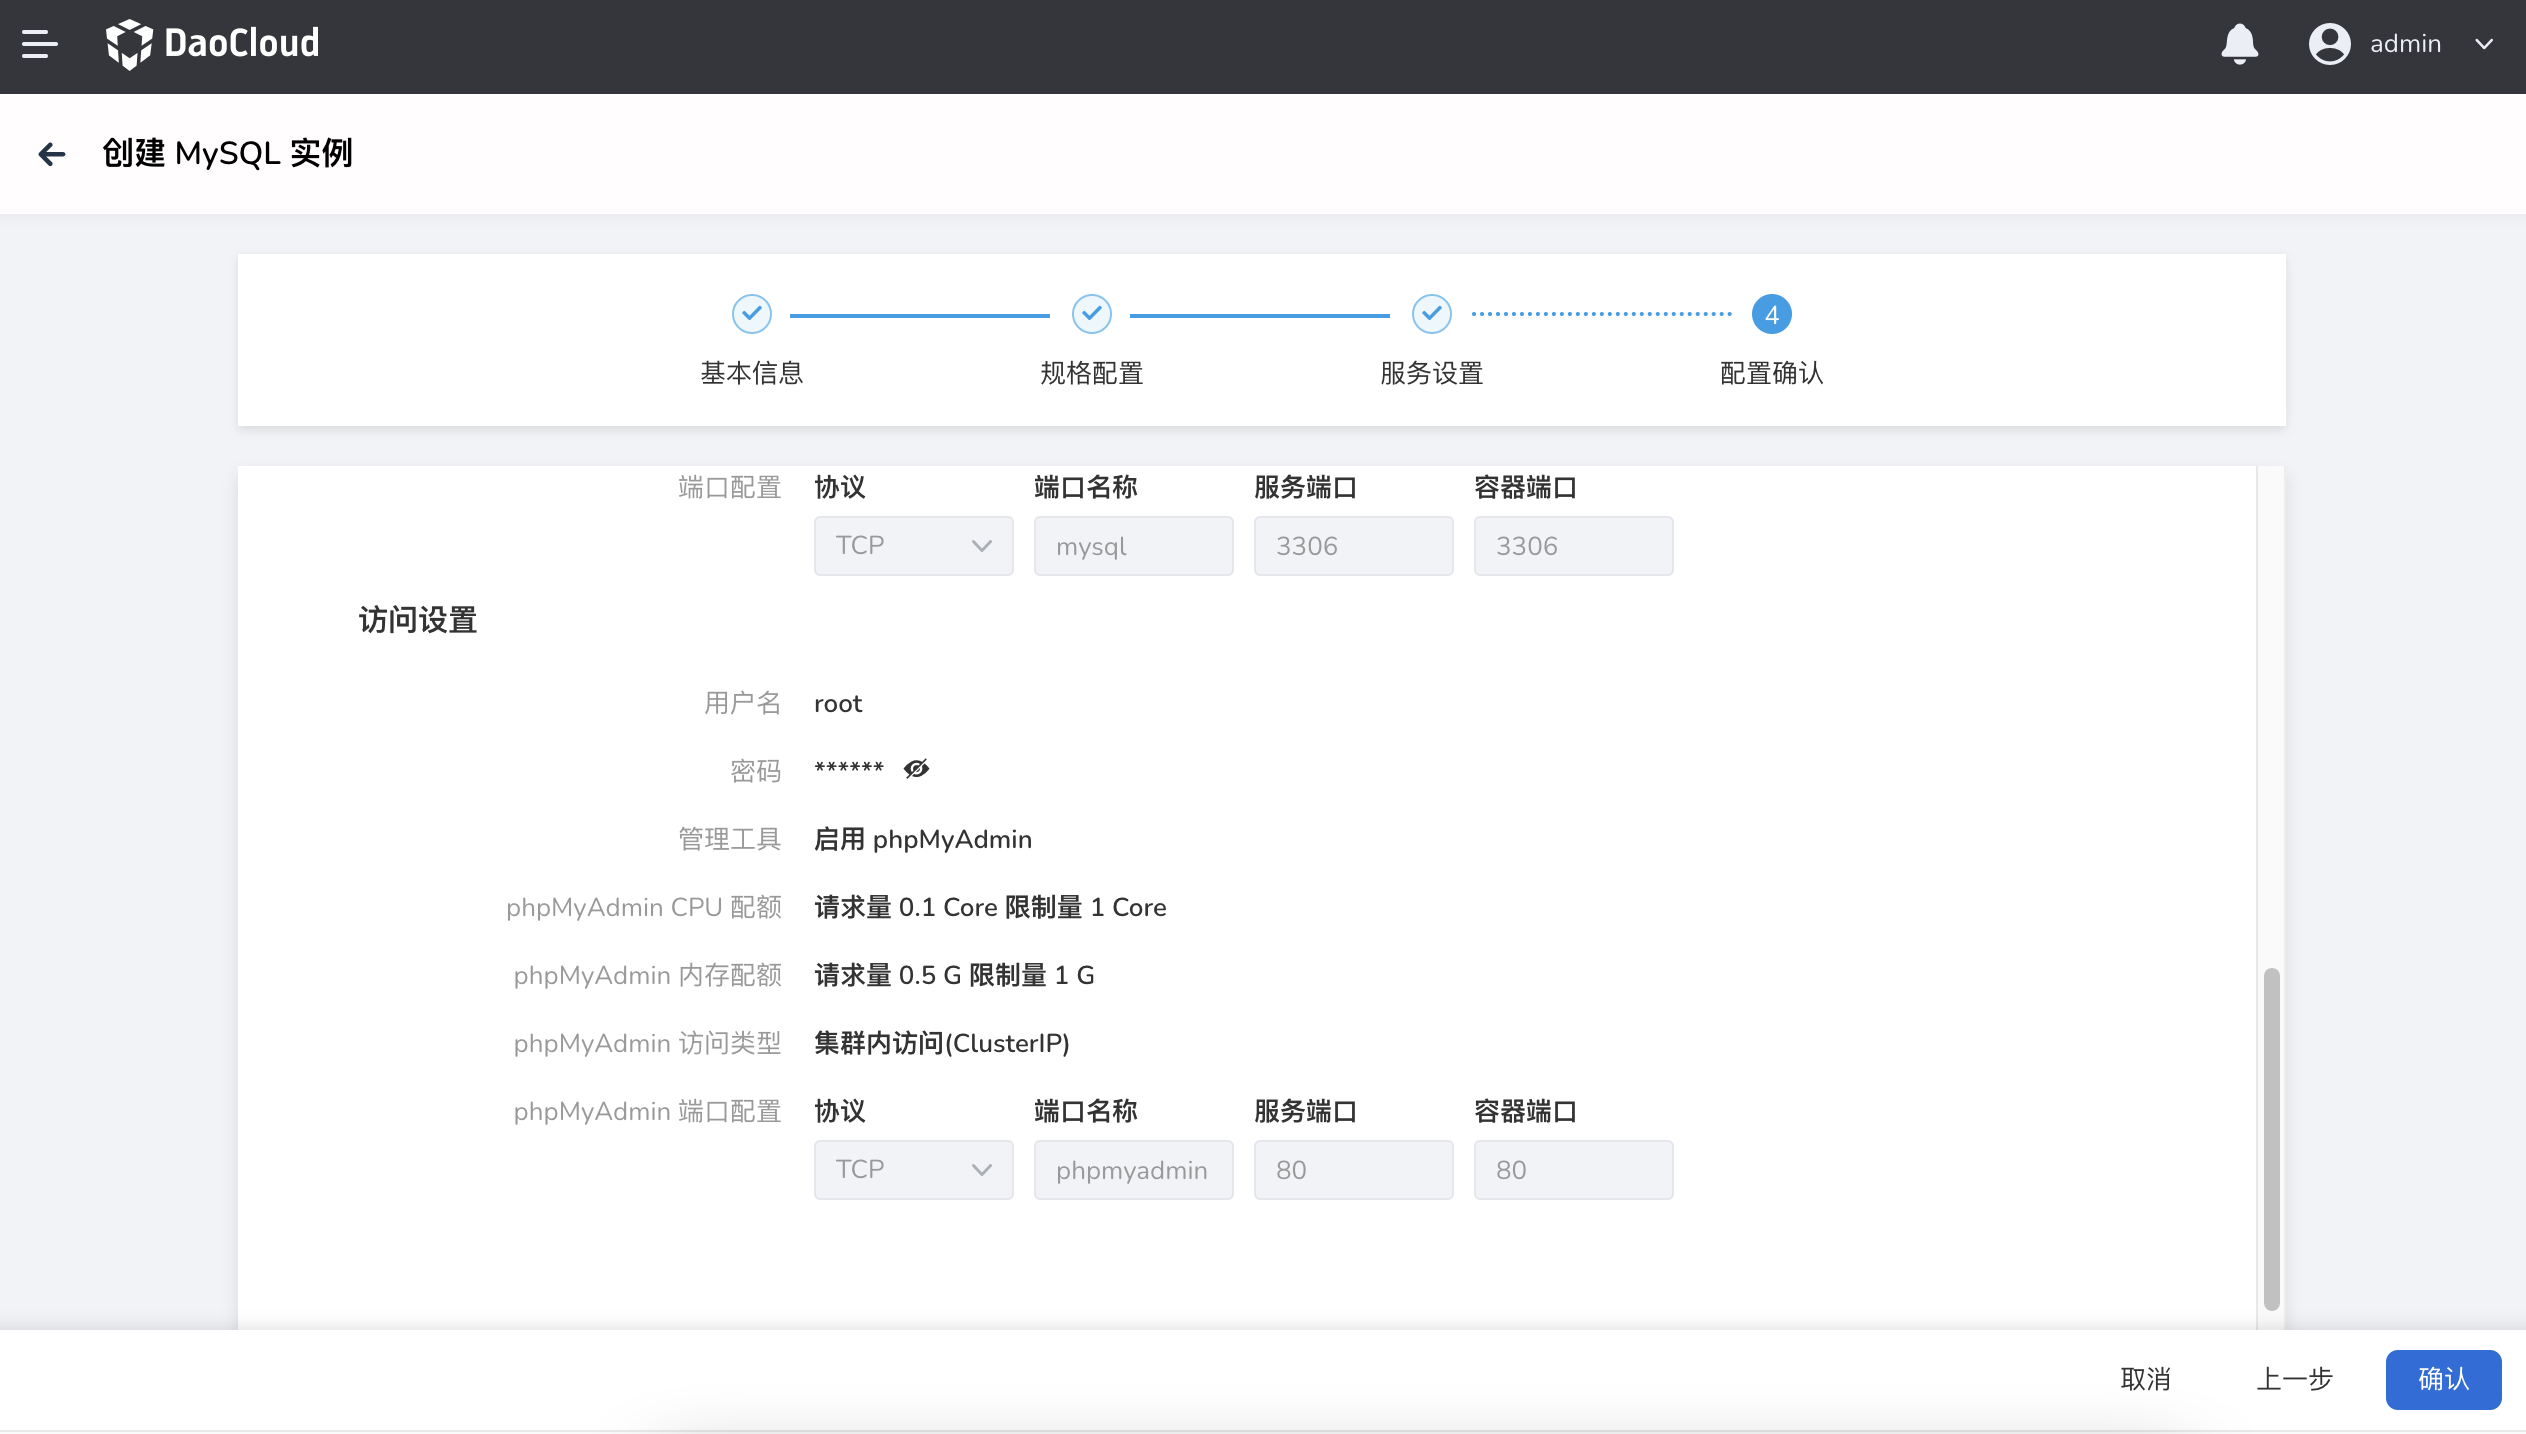 DaoCloud
admin
创建 MySQL 实例
4
基本信息 规格配置 服务设置 配置确认
端口配置 协议 端口名称 服务端口 容器端口
TCP mysql 3306 3306
访问设置
用户名 root
密码 ******
管理工具 启用 phpMyAdmin
phpMyAdmin CPU 配额 请求量 0.1 Core 限制量 1 Core
phpMyAdmin 内存配额 请求量 0.5 G 限制量 1 G
phpMyAdmin 访问类型 集群内访问(ClusterIP)
phpMyAdmin 端口配置 协议 端口名称 服务端口 容器端口
TCP phpmyadmin 80 80
取消 上一步 确认